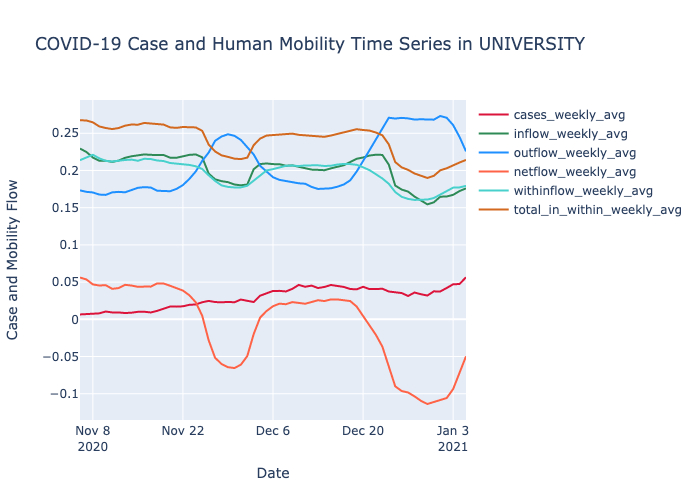 COVID-19 Case and Human Mobility Time Series in UNIVERSITY
cases_weekly_avg
inflow_weekly_avg
outflow_weekly_avg
netflow_weekly_avg
withinflow_weekly_avg
total_in_within_weekly_avg
Case and Mobility Flow
0.25
0.2
0.15
0.1
0.05
0
−0.05
−0.1
Nov 8
2020
Nov 22
Dec 6
Dec 20
Jan 3
2021
Date